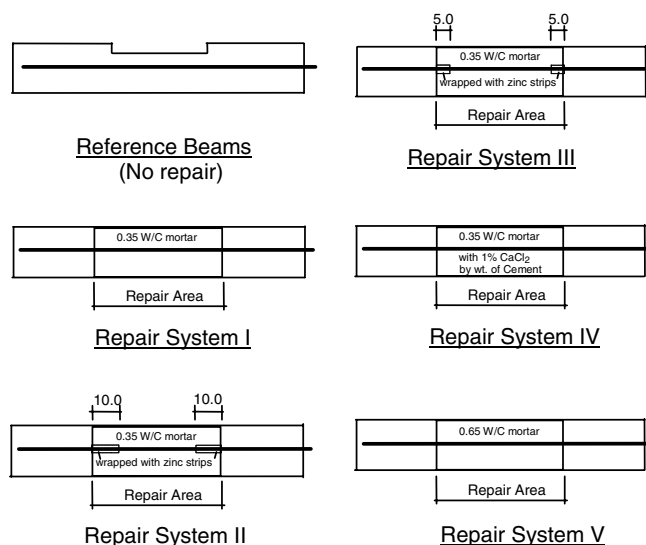 Reference Beams
(No repair)
5.0
5.0
0.35 W/C mortar
wrapped with zinc strips
Repair Area
Repair System III
0.35 W/C mortar
Repair Area
Repair System I
0.35 W/C mortar
with 1% CaCl₂
by wt. of Cement
Repair Area
Repair System IV
10.0
10.0
0.35 W/C mortar
wrapped with zinc strips
Repair Area
Repair System II
0.65 W/C mortar
Repair Area
Repair System V